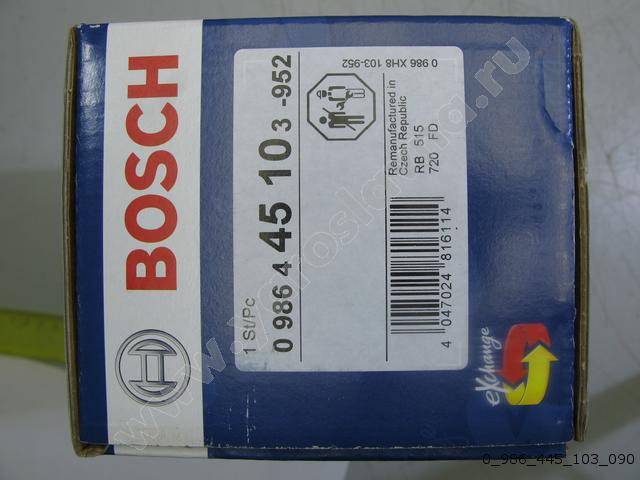 BOSCH
1 St/Pc
0 986 4 45 10 3 -952
0 986 XH8 103-952
Remanufactured in
Czech Republic
RB 515
720 FD
4 047024 816114
eXchange
0_986_445_103_090